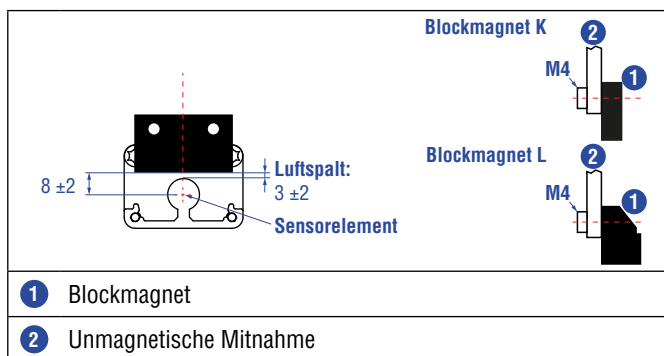 Blockmagnet K
2
M4
1
Blockmagnet L
2
M4
1
8 ±2
Luftspalt:
3 ±2
Sensorelement
1 Blockmagnet
2 Unmagnetische Mitnahme